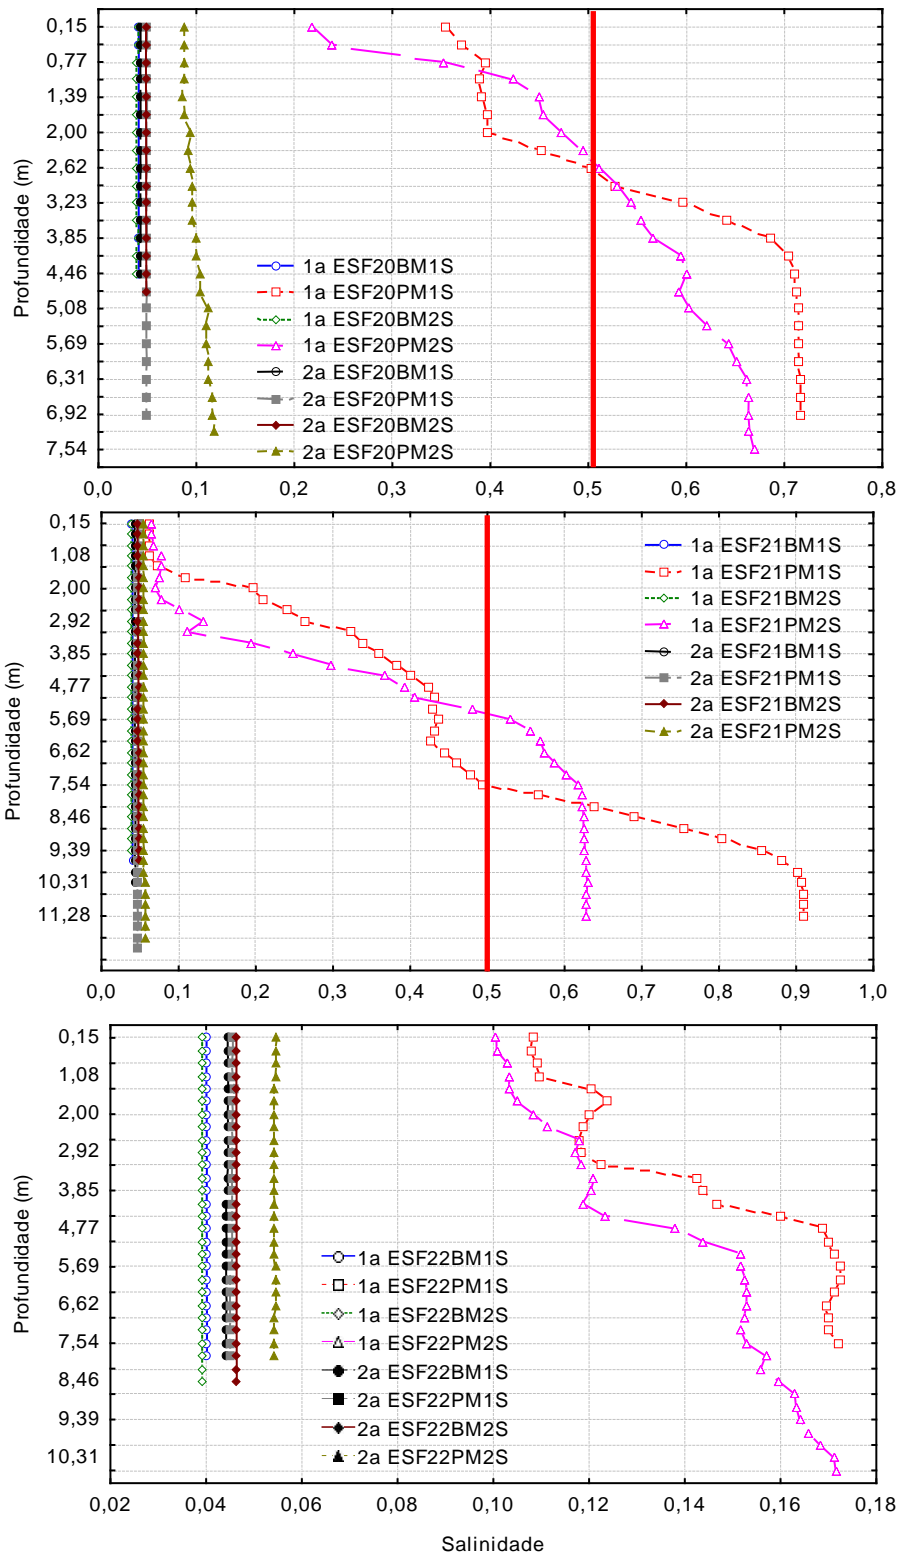 0,15
0,77
1,39
2,00
2,62
3,23
3,85
4,46
5,08
5,69
6,31
6,92
7,54
Profundidade (m)
1a ESF20BM1S
1a ESF20PM1S
1a ESF20BM2S
1a ESF20PM2S
2a ESF20BM1S
2a ESF20PM1S
2a ESF20BM2S
2a ESF20PM2S
0,0 0,1 0,2 0,3 0,4 0,5 0,6 0,7 0,8
0,15
1,08
2,00
2,92
3,85
4,77
5,69
6,62
7,54
8,46
9,39
10,31
11,28
Profundidade (m)
1a ESF21BM1S
1a ESF21PM1S
1a ESF21BM2S
1a ESF21PM2S
2a ESF21BM1S
2a ESF21PM1S
2a ESF21BM2S
2a ESF21PM2S
0,0 0,1 0,2 0,3 0,4 0,5 0,6 0,7 0,8 0,9 1,0
0,15
1,08
2,00
2,92
3,85
4,77
5,69
6,62
7,54
8,46
9,39
10,31
Profundidade (m)
1a ESF22BM1S
1a ESF22PM1S
1a ESF22BM2S
1a ESF22PM2S
2a ESF22BM1S
2a ESF22PM1S
2a ESF22BM2S
2a ESF22PM2S
0,02 0,04 0,06 0,08 0,10 0,12 0,14 0,16 0,18
Salinidade